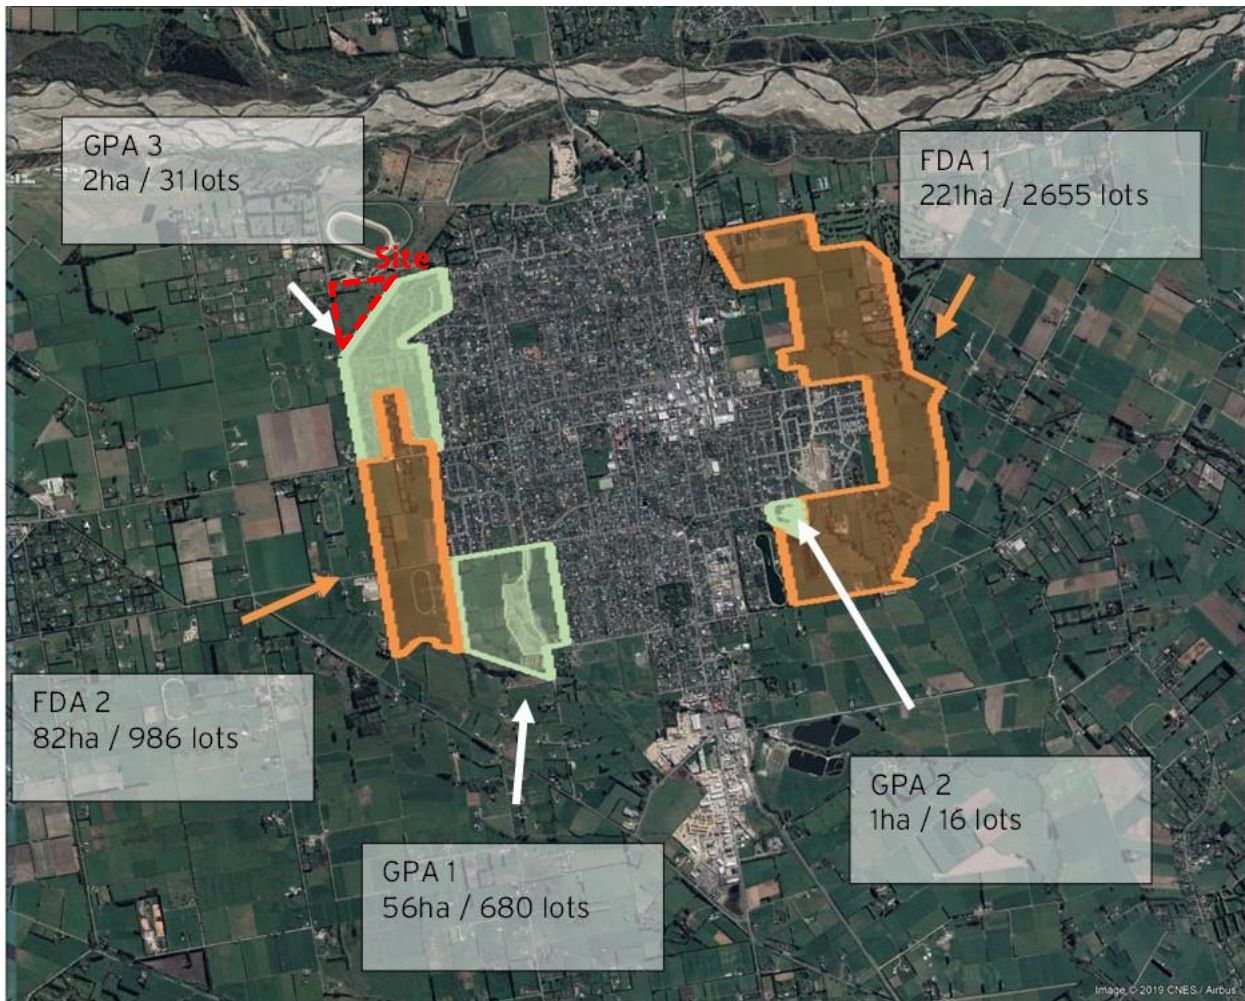 GPA 3
2ha / 31 lots
FDA 1
221ha / 2655 lots
Site
FDA 2
82ha / 986 lots
GPA 2
1ha / 16 lots
GPA 1
56ha / 680 lots
Image © 2019 CNES / Airbus